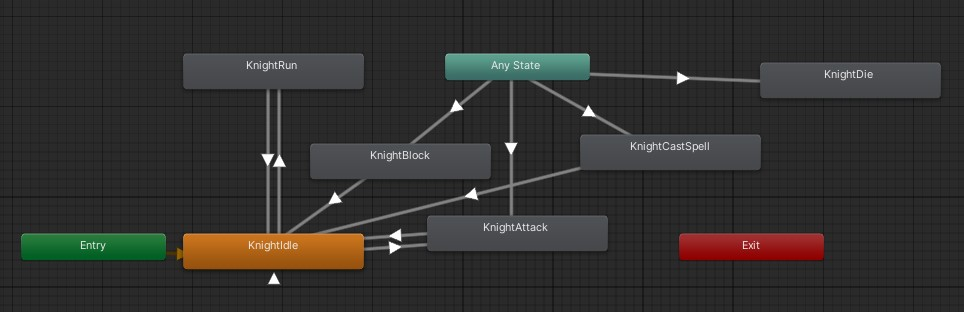 KnightRun
Any State
KnightDie
KnightBlock
KnightCastSpell
KnightAttack
Entry
KnightIdle
Exit